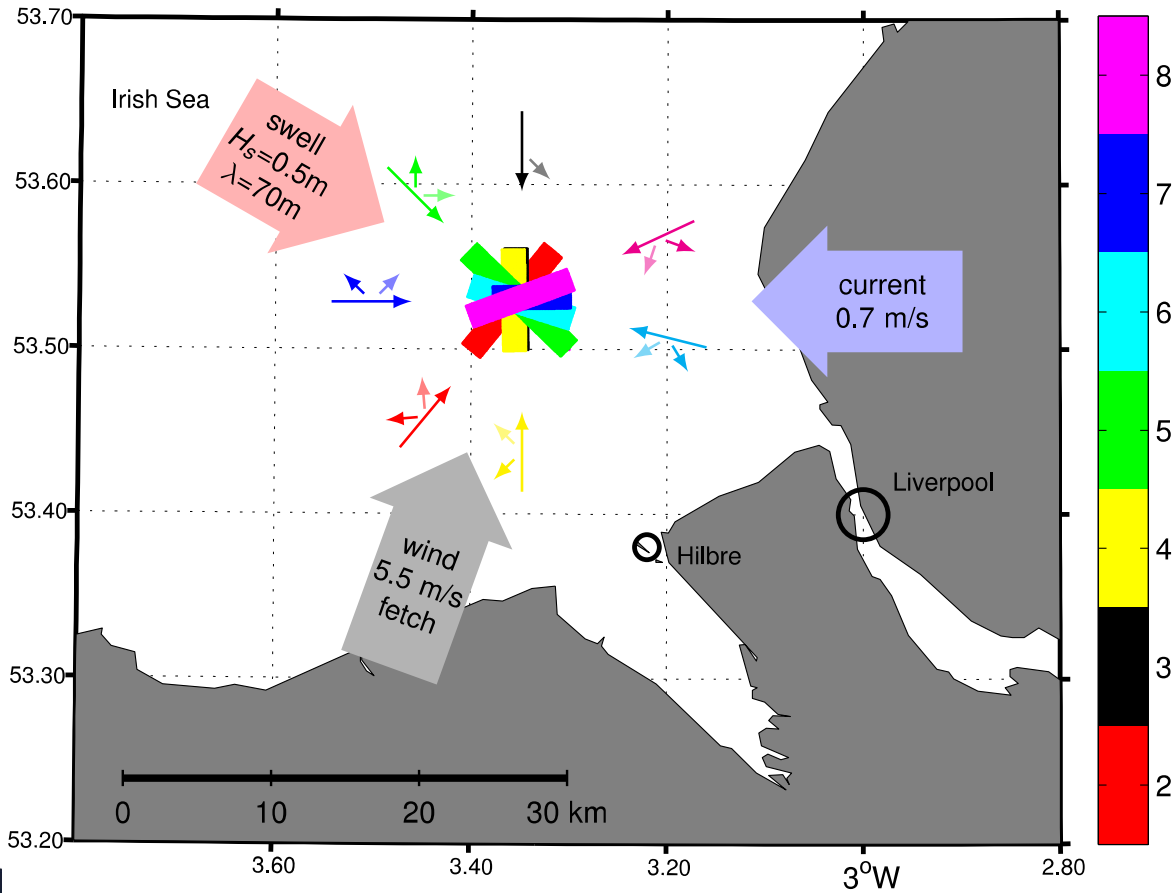 53.70
Irish Sea
swell
Hs=0.5m
λ=70m
53.60
current
0.7 m/s
53.50
Liverpool
53.40
Hilbre
wind
5.5 m/s
fetch
53.30
0 10 20 30 km
53.20
3.60 3.40 3.20 3°W 2.80
8
7
6
5
4
3
2